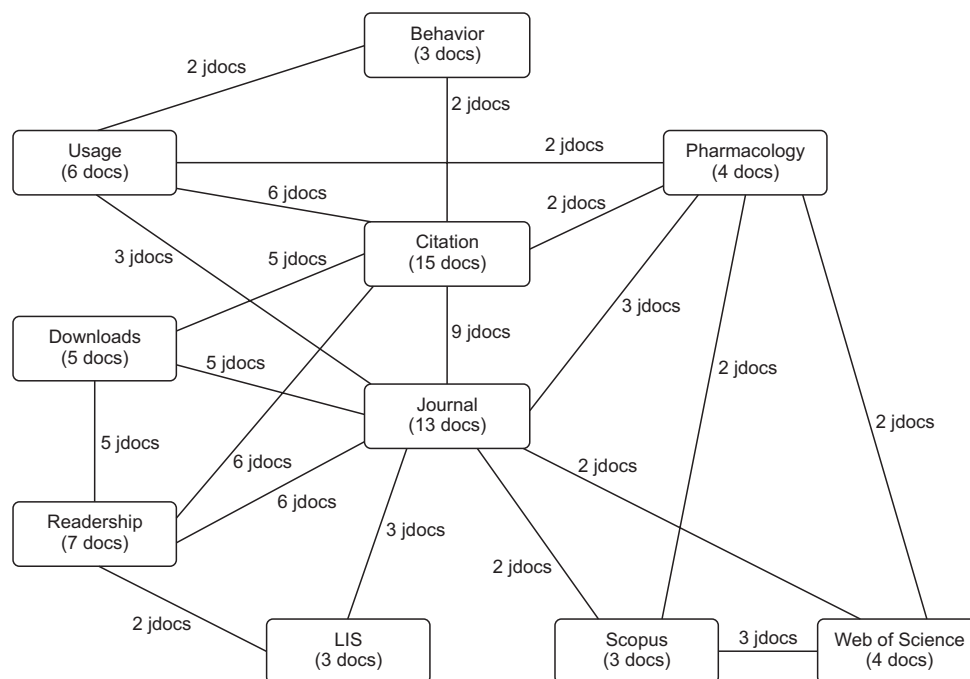 Behavior
(3 docs)
2 jdocs
2 jdocs
Usage
(6 docs)
2 jdocs
Pharmacology
(4 docs)
6 jdocs
2 jdocs
Citation
(15 docs)
3 jdocs
5 jdocs
3 jdocs
Downloads
(5 docs)
9 jdocs
5 jdocs
2 jdocs
Journal
(13 docs)
2 jdocs
5 jdocs
6 jdocs
2 jdocs
6 jdocs
Readership
(7 docs)
3 jdocs
2 jdocs
2 jdocs
LIS
(3 docs)
Scopus
(3 docs)
3 jdocs
Web of Science
(4 docs)